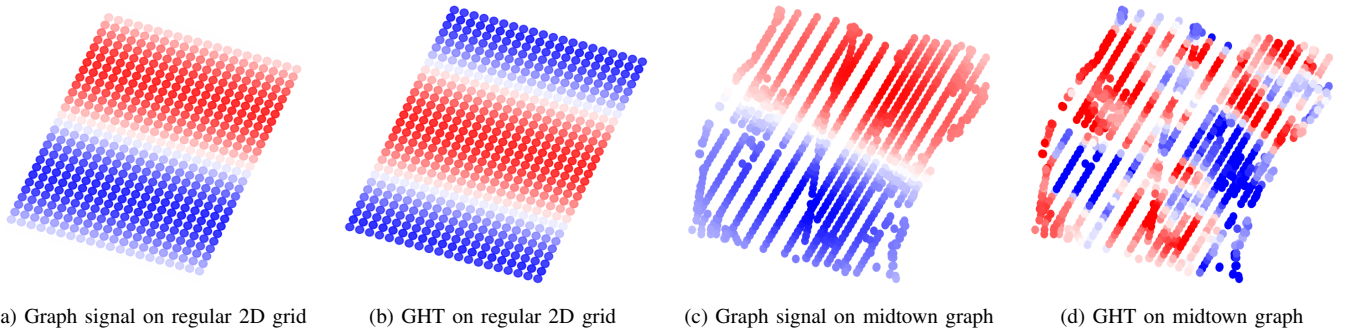 a) Graph signal on regular 2D grid
(b) GHT on regular 2D grid
(c) Graph signal on midtown graph
(d) GHT on midtown graph